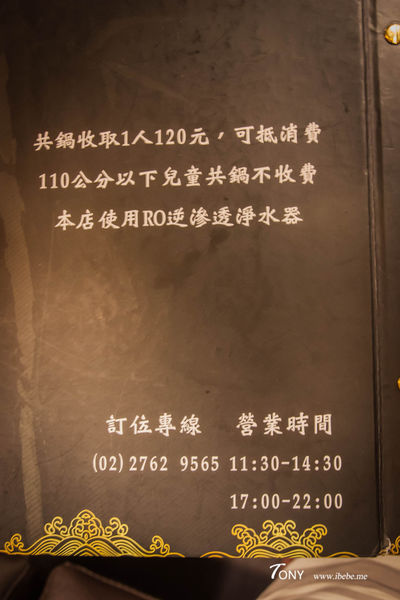 共鍋收取1人120元，可抵消費
110公分以下兒童共鍋不收費
本店使用RO逆滲透淨水器
訂位專線 營業時間
(02)2762 9565 11:30-14:30
17:00-22:00
TONY www.ibebe.me